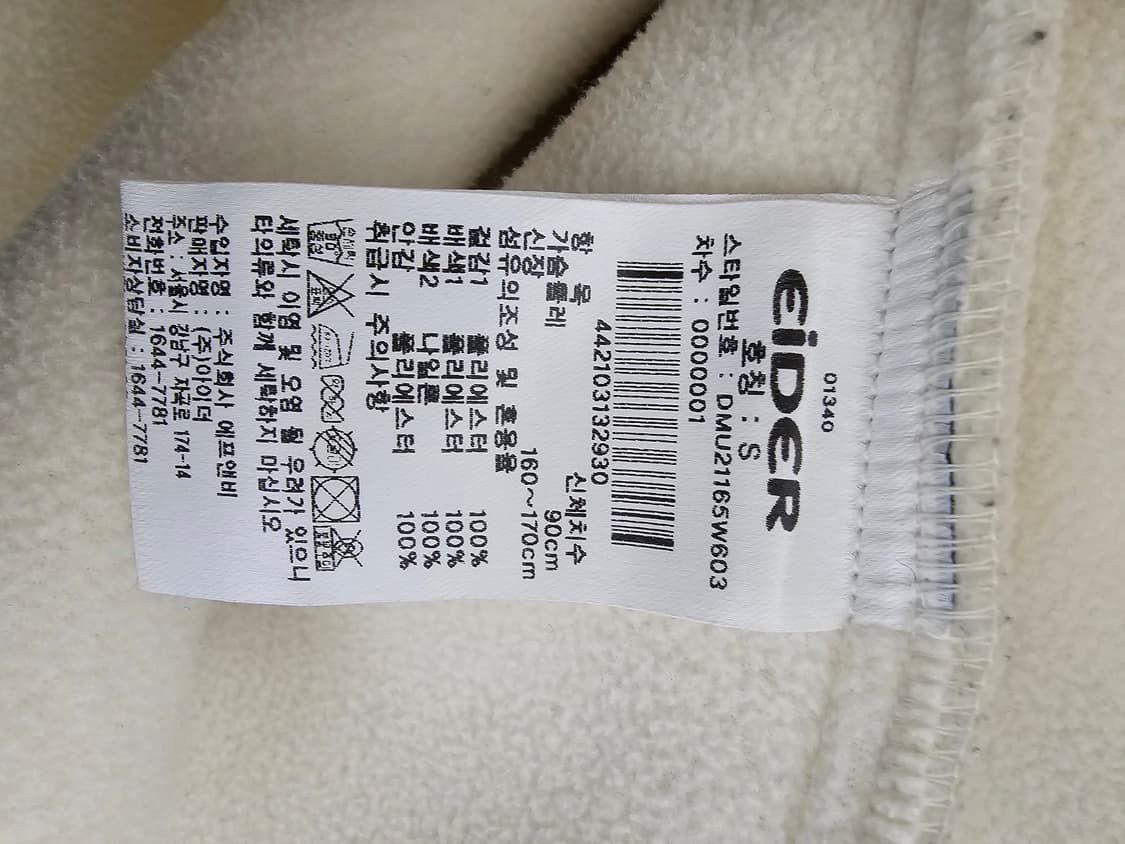 01340
EiDER
호칭 : S
스타일번호 : DMU21165W603
차수 : 0000001
442103132930
항 목 신체치수
가슴둘레 90cm
신장 160~170cm
섬유의조성 및 혼용율
겉감1 폴리에스터 100%
배색1 폴리에스터 100%
배색2 나일론 100%
안감 폴리에스터 100%
취급시 주의사항
세탁시 이염 및 오염 될 우려가 있으니
타의류와 함께 세탁하지 마십시오
수입자명 : 주식회사 에프앤비
판매자명 : (주)아이더
주소 : 서울시 강남구 자곡로 174-14
전화번호 : 1644-7781
소비자상담실 : 1644-7781